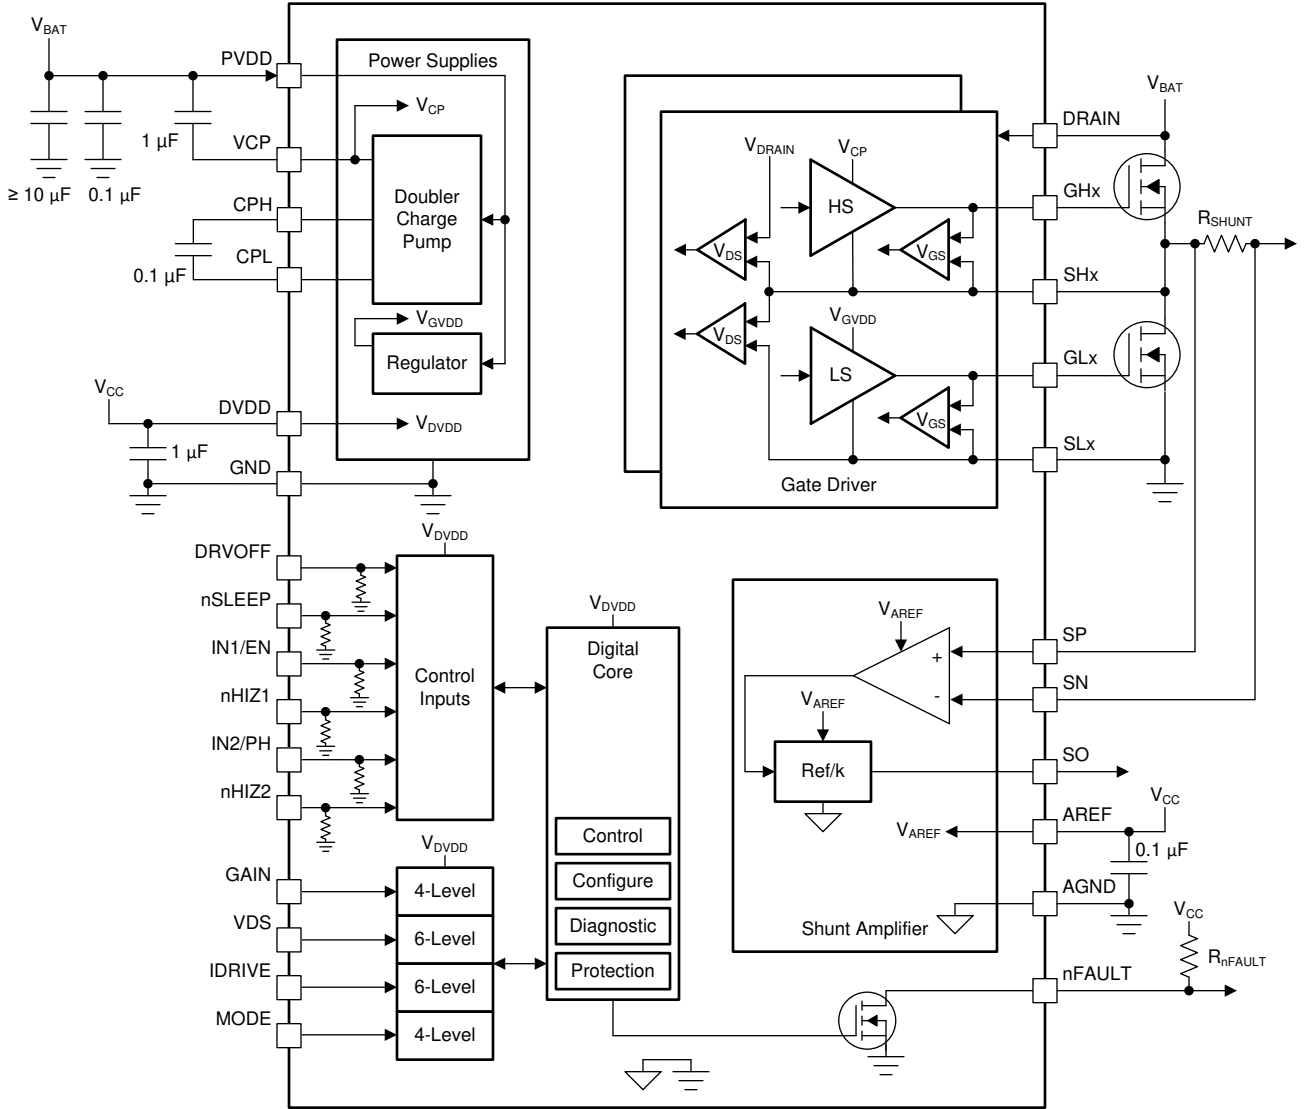 VBAT
PVDD
Power Supplies
VCP
1 µF
VCP
≥ 10 µF
0.1 µF
CPH
Doubler
Charge
Pump
CPL
0.1 µF
VGVDD
Regulator
VCC
DVDD
VDVDD
1 µF
GND
VBAT
DRAIN
VDRAIN
VCP
HS
GHx
RSHUNT
VDS
VGS
SHx
VGVDD
VDS
LS
GLx
VGS
SLx
Gate Driver
DRVOFF
VDVDD
nSLEEP
IN1/EN
Control
Inputs
nHIZ1
IN2/PH
nHIZ2
VDVDD
Digital
Core
Control
Configure
Diagnostic
Protection
VDVDD
GAIN
4-Level
VDS
6-Level
IDRIVE
6-Level
MODE
4-Level
VAREF
+
-
SP
SN
VAREF
Ref/k
SO
VCC
VAREF
AREF
0.1 µF
AGND
Shunt Amplifier
VCC
RnFAULT
nFAULT